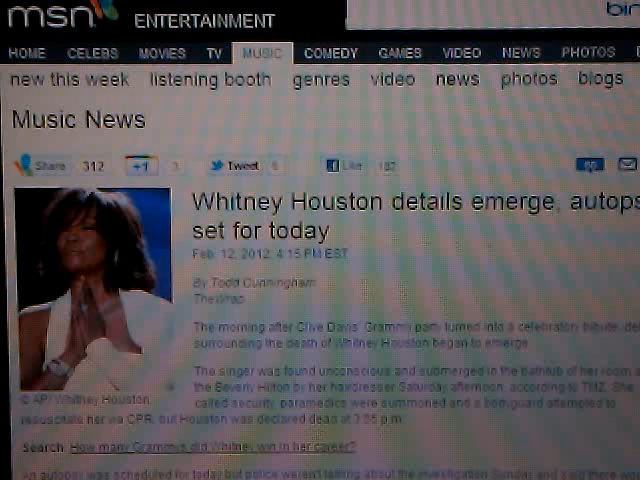 msn ENTERTAINMENT
HOME CELEBS MOVIES TV MUSIC COMEDY GAMES VIDEO NEWS PHOTOS
new this week listening booth genres video news photos blogs
Music News
Share 312 +1 3 Tweet 6 Like 182
Whitney Houston details emerge, autops
set for today
Feb. 12, 2012, 4:15 PM EST
By Todd Cunningham
TheWrap
The morning after Clive Davis' Grammy party turned into a celebratory tribute, de
surrounding the death of Whitney Houston began to emerge.
The singer was found unconscious and submerged in the bathtub of her room a
the Beverly Hilton by her hairdresser Saturday afternoon, according to TMZ. She
called security, paramedics were summoned and a bodyguard attempted to
© AP/ Whitney Houston
resuscitate her via CPR, but Houston was declared dead at 3:55 p.m.
Search: How many Grammys did Whitney win in her career?
An autopsy was scheduled for today but police weren't talking about the investigation Sunday and said there wou